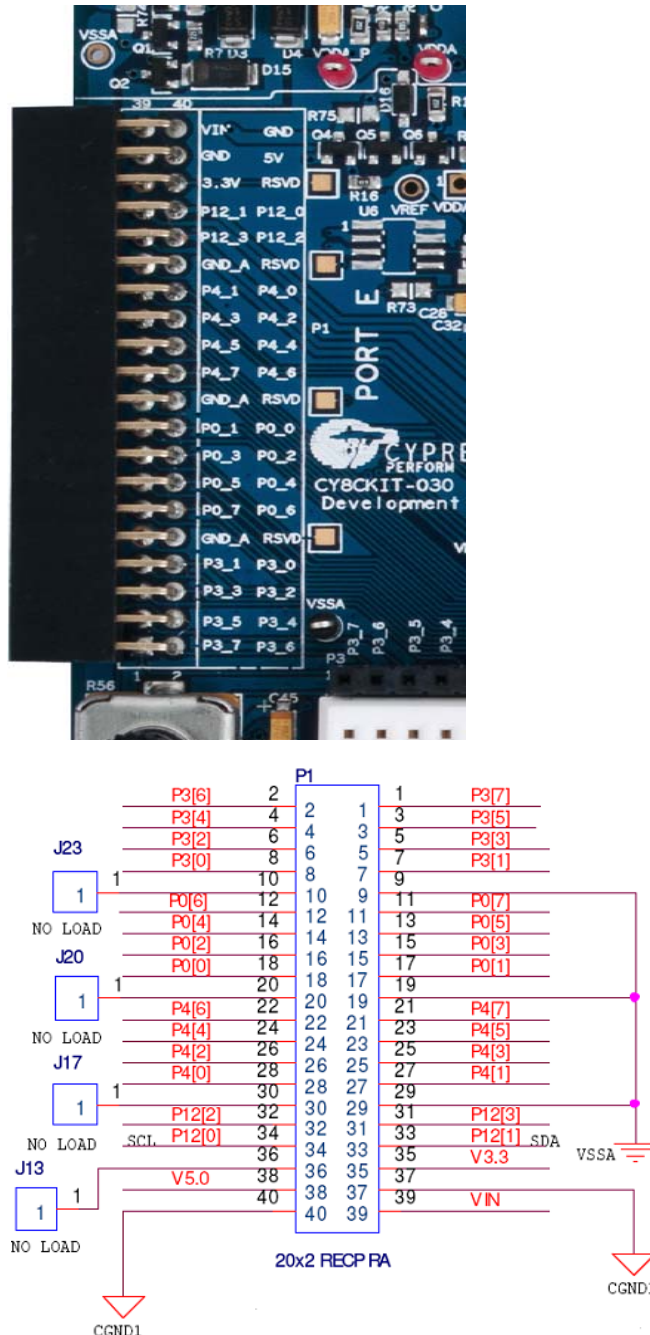 VSSA
Q1
R7 D3
D4
VDDA_P
VDDA
Q2
D15
D16
39 40
R75
Q4 Q5 Q6
VIN GND
GND 5V
3.3V RSVD
R16
U6
VREF
P12_1 P12_0
1
P12_3 P12_2
GND_A RSVD
P4_1 P4_0
R73
C26
C32
P4_3 P4_2
P1
P4_5 P4_4
PORT E
P4_7 P4_6
GND_A RSVD
P0_1 P0_0
P0_3 P0_2
CYPRE
PERFORM
P0_5 P0_4
CY8CKIT-030
Development
P0_7 P0_6
GND_A RSVD
P3_1 P3_0
P3_3 P3_2
VSSA
P3_5 P3_4
P3_7 P3_6
P3_7 P3_6 P3_5 P3_4
P3
1 2
R56
C45
P1
P3[6] 2 2 1 1 P3[7]
P3[4] 4 4 3 3 P3[5]
P3[2] 6 6 5 5 P3[3]
P3[0] 8 8 7 7 P3[1]
J23
1 1 10 10 9 9
NO LOAD
P0[6] 12 12 11 11 P0[7]
P0[4] 14 14 13 13 P0[5]
P0[2] 16 16 15 15 P0[3]
P0[0] 18 18 17 17 P0[1]
J20
1 1 20 20 19 19
NO LOAD
P4[6] 22 22 21 21 P4[7]
P4[4] 24 24 23 23 P4[5]
P4[2] 26 26 25 25 P4[3]
P4[0] 28 28 27 27 P4[1]
J17
1 1 30 30 29 29
NO LOAD
P12[2] 32 32 31 31 P12[3]
SCL P12[0] 34 34 33 33 P12[1] SDA
VSSA
36 36 35 35 V3.3
J13
1 1
NO LOAD
V5.0 38 38 37 37
40 40 39 39 VIN
20x2 RECP RA
CGND1